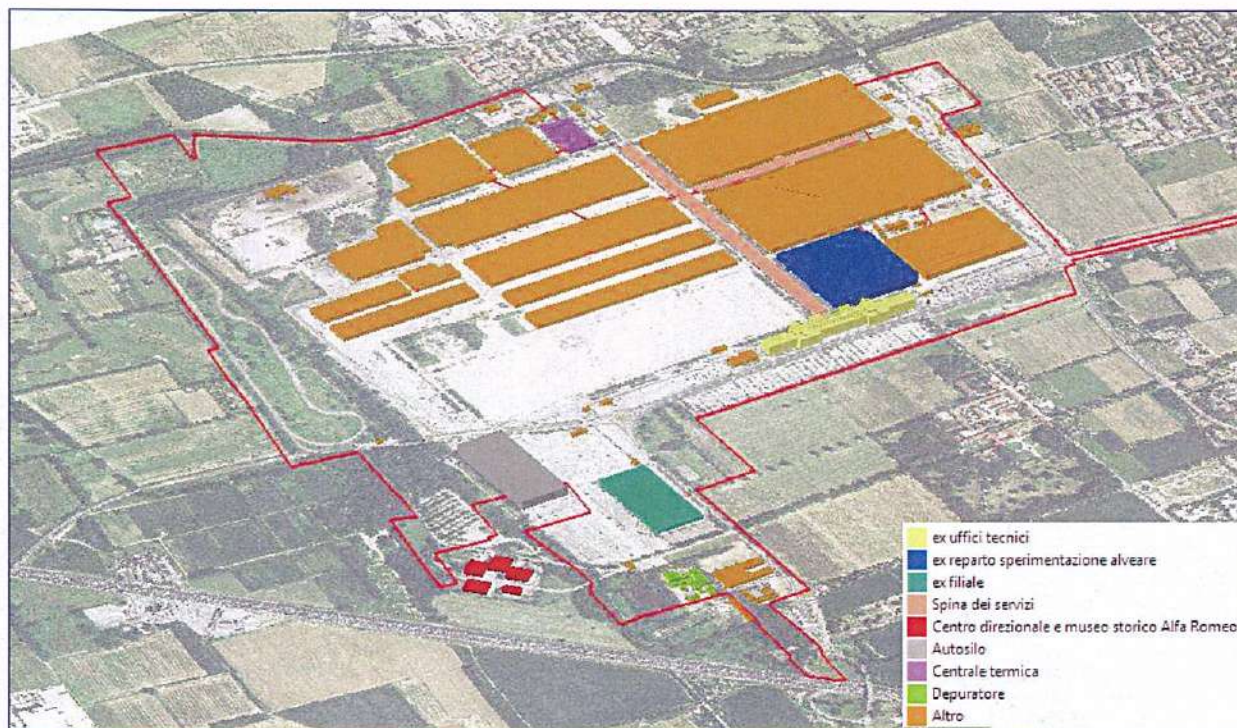 ex uffici tecnici
ex reparto sperimentazione alveare
ex filiale
Spina dei servizi
Centro direzionale e museo storico Alfa Romeo
Autosilo
Centrale termica
Depuratore
Altro